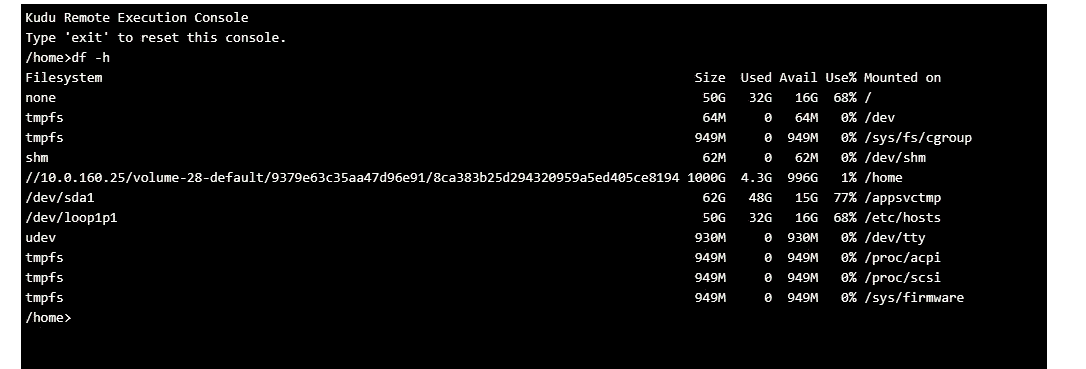 Kudu Remote Execution Console
Type 'exit' to reset this console.
/home>df -h
Filesystem Size Used Avail Use% Mounted on
none 50G 32G 16G 68% /
tmpfs 64M 0 64M 0% /dev
tmpfs 949M 0 949M 0% /sys/fs/cgroup
shm 62M 0 62M 0% /dev/shm
//10.0.160.25/volume-28-default/9379e63c35aa47d96e91/8ca383b25d294320959a5ed405ce8194 1000G 4.3G 996G 1% /home
/dev/sda1 62G 48G 15G 77% /appsvctmp
/dev/loop1p1 50G 32G 16G 68% /etc/hosts
udev 930M 0 930M 0% /dev/tty
tmpfs 949M 0 949M 0% /proc/acpi
tmpfs 949M 0 949M 0% /proc/scsi
tmpfs 949M 0 949M 0% /sys/firmware
/home>